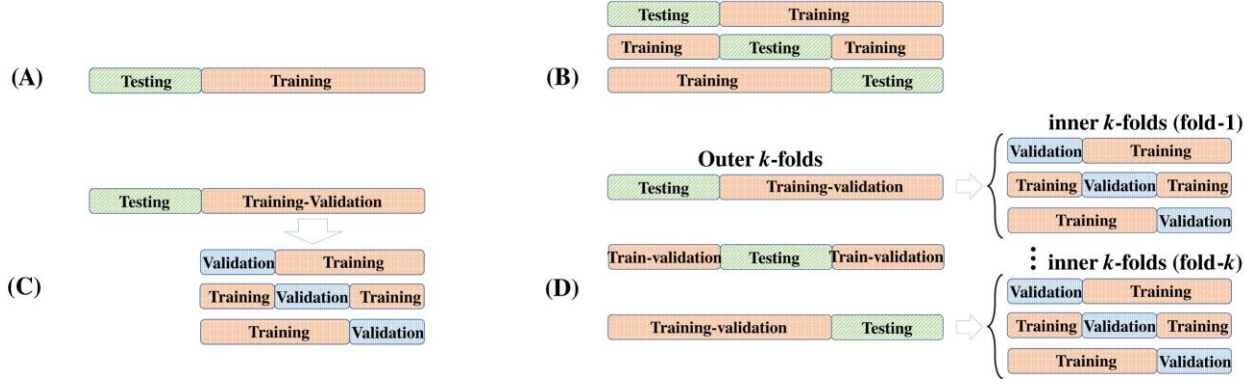 (A)
Testing Training
(B)
Testing Training
Training Testing Training
Training Testing
(C)
Testing Training-Validation
Validation Training
Training Validation Training
Training Validation
(D)
Outer k-folds
Testing Training-validation
Train-validation Testing Train-validation
Training-validation Testing
inner k-folds (fold-1)
Validation Training
Training Validation Training
Training Validation
inner k-folds (fold-k)
Validation Training
Training Validation Training
Training Validation